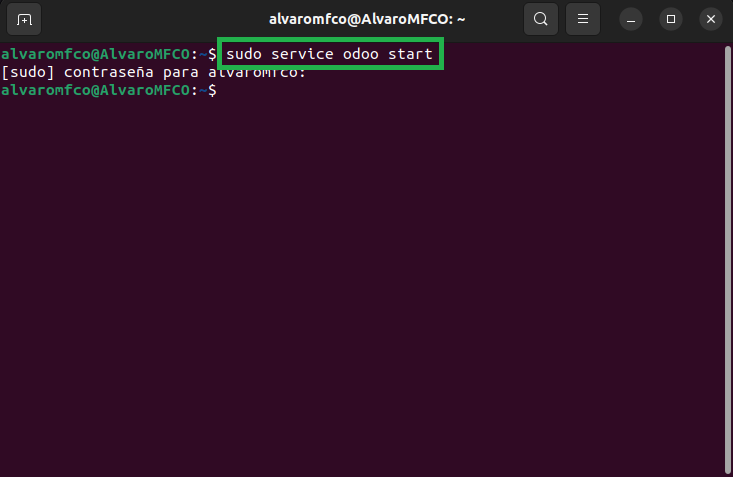 alvaromfco@AlvaroMFCO: ~
alvaromfco@AlvaroMFCO:~$ sudo service odoo start
[sudo] contraseña para alvaromfco:
alvaromfco@AlvaroMFCO:~$